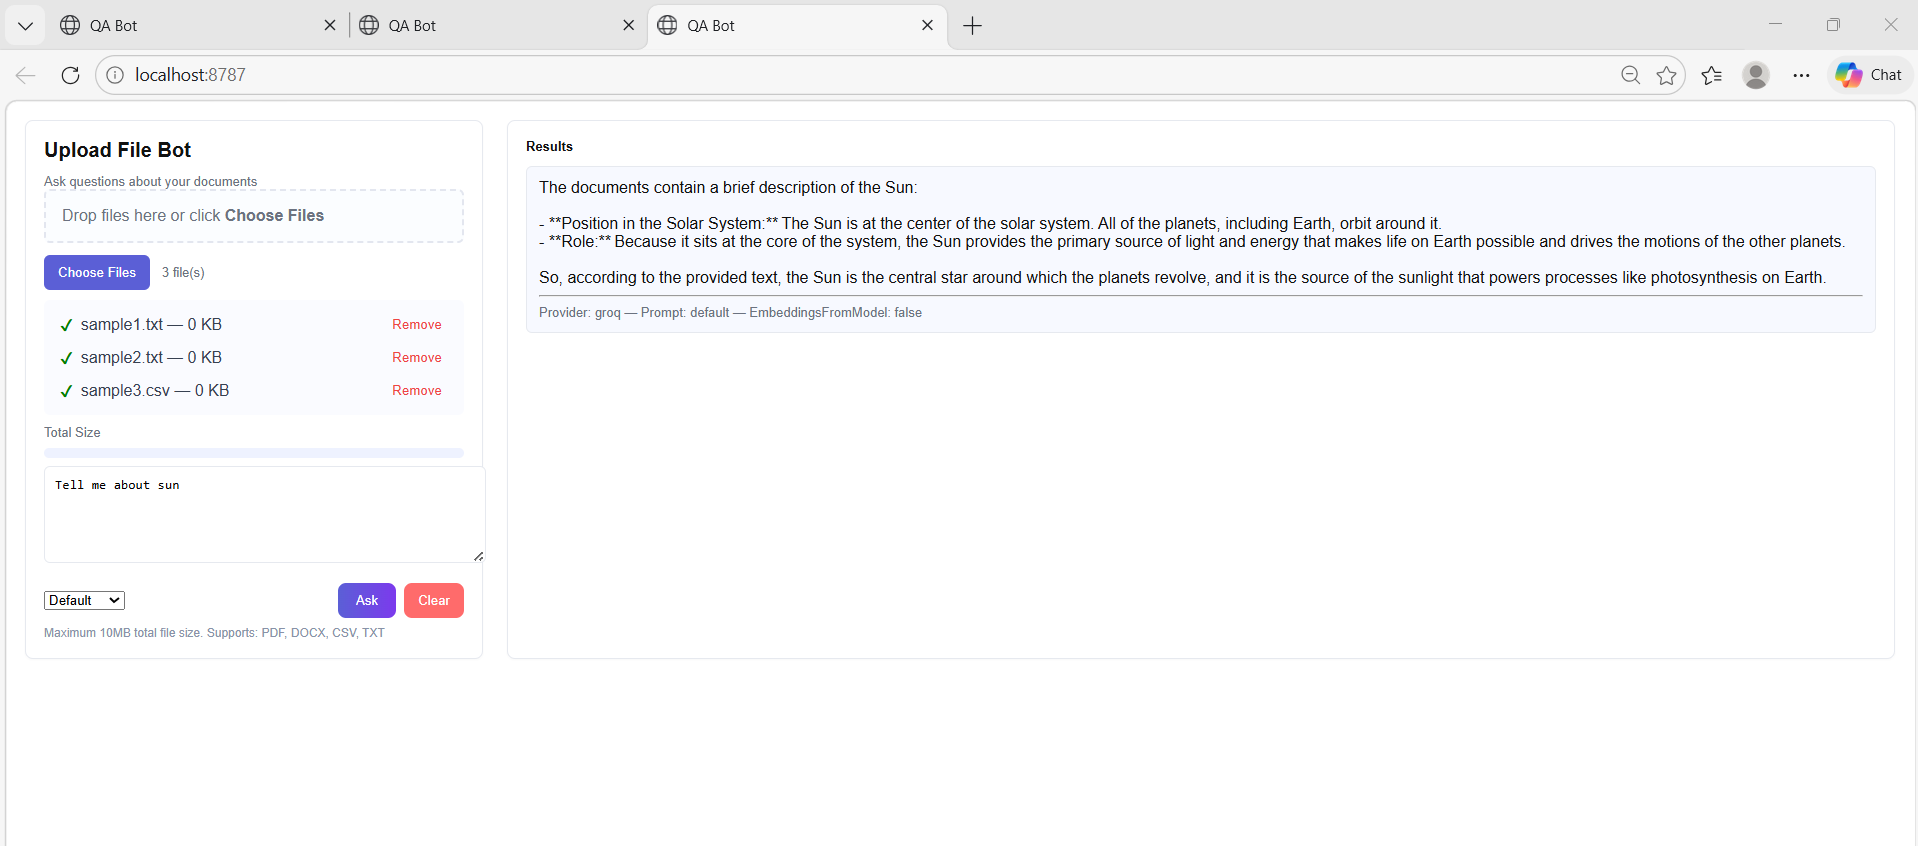 QA Bot
QA Bot
QA Bot
localhost:8787
Chat
Upload File Bot
Ask questions about your documents
Drop files here or click Choose Files
Choose Files 3 file(s)
✓ sample1.txt — 0 KB Remove
✓ sample2.txt — 0 KB Remove
✓ sample3.csv — 0 KB Remove
Total Size
Tell me about sun
Default
Ask
Clear
Maximum 10MB total file size. Supports: PDF, DOCX, CSV, TXT
Results
The documents contain a brief description of the Sun:
- **Position in the Solar System:** The Sun is at the center of the solar system. All of the planets, including Earth, orbit around it.
- **Role:** Because it sits at the core of the system, the Sun provides the primary source of light and energy that makes life on Earth possible and drives the motions of the other planets.
So, according to the provided text, the Sun is the central star around which the planets revolve, and it is the source of the sunlight that powers processes like photosynthesis on Earth.
Provider: groq — Prompt: default — EmbeddingsFromModel: false